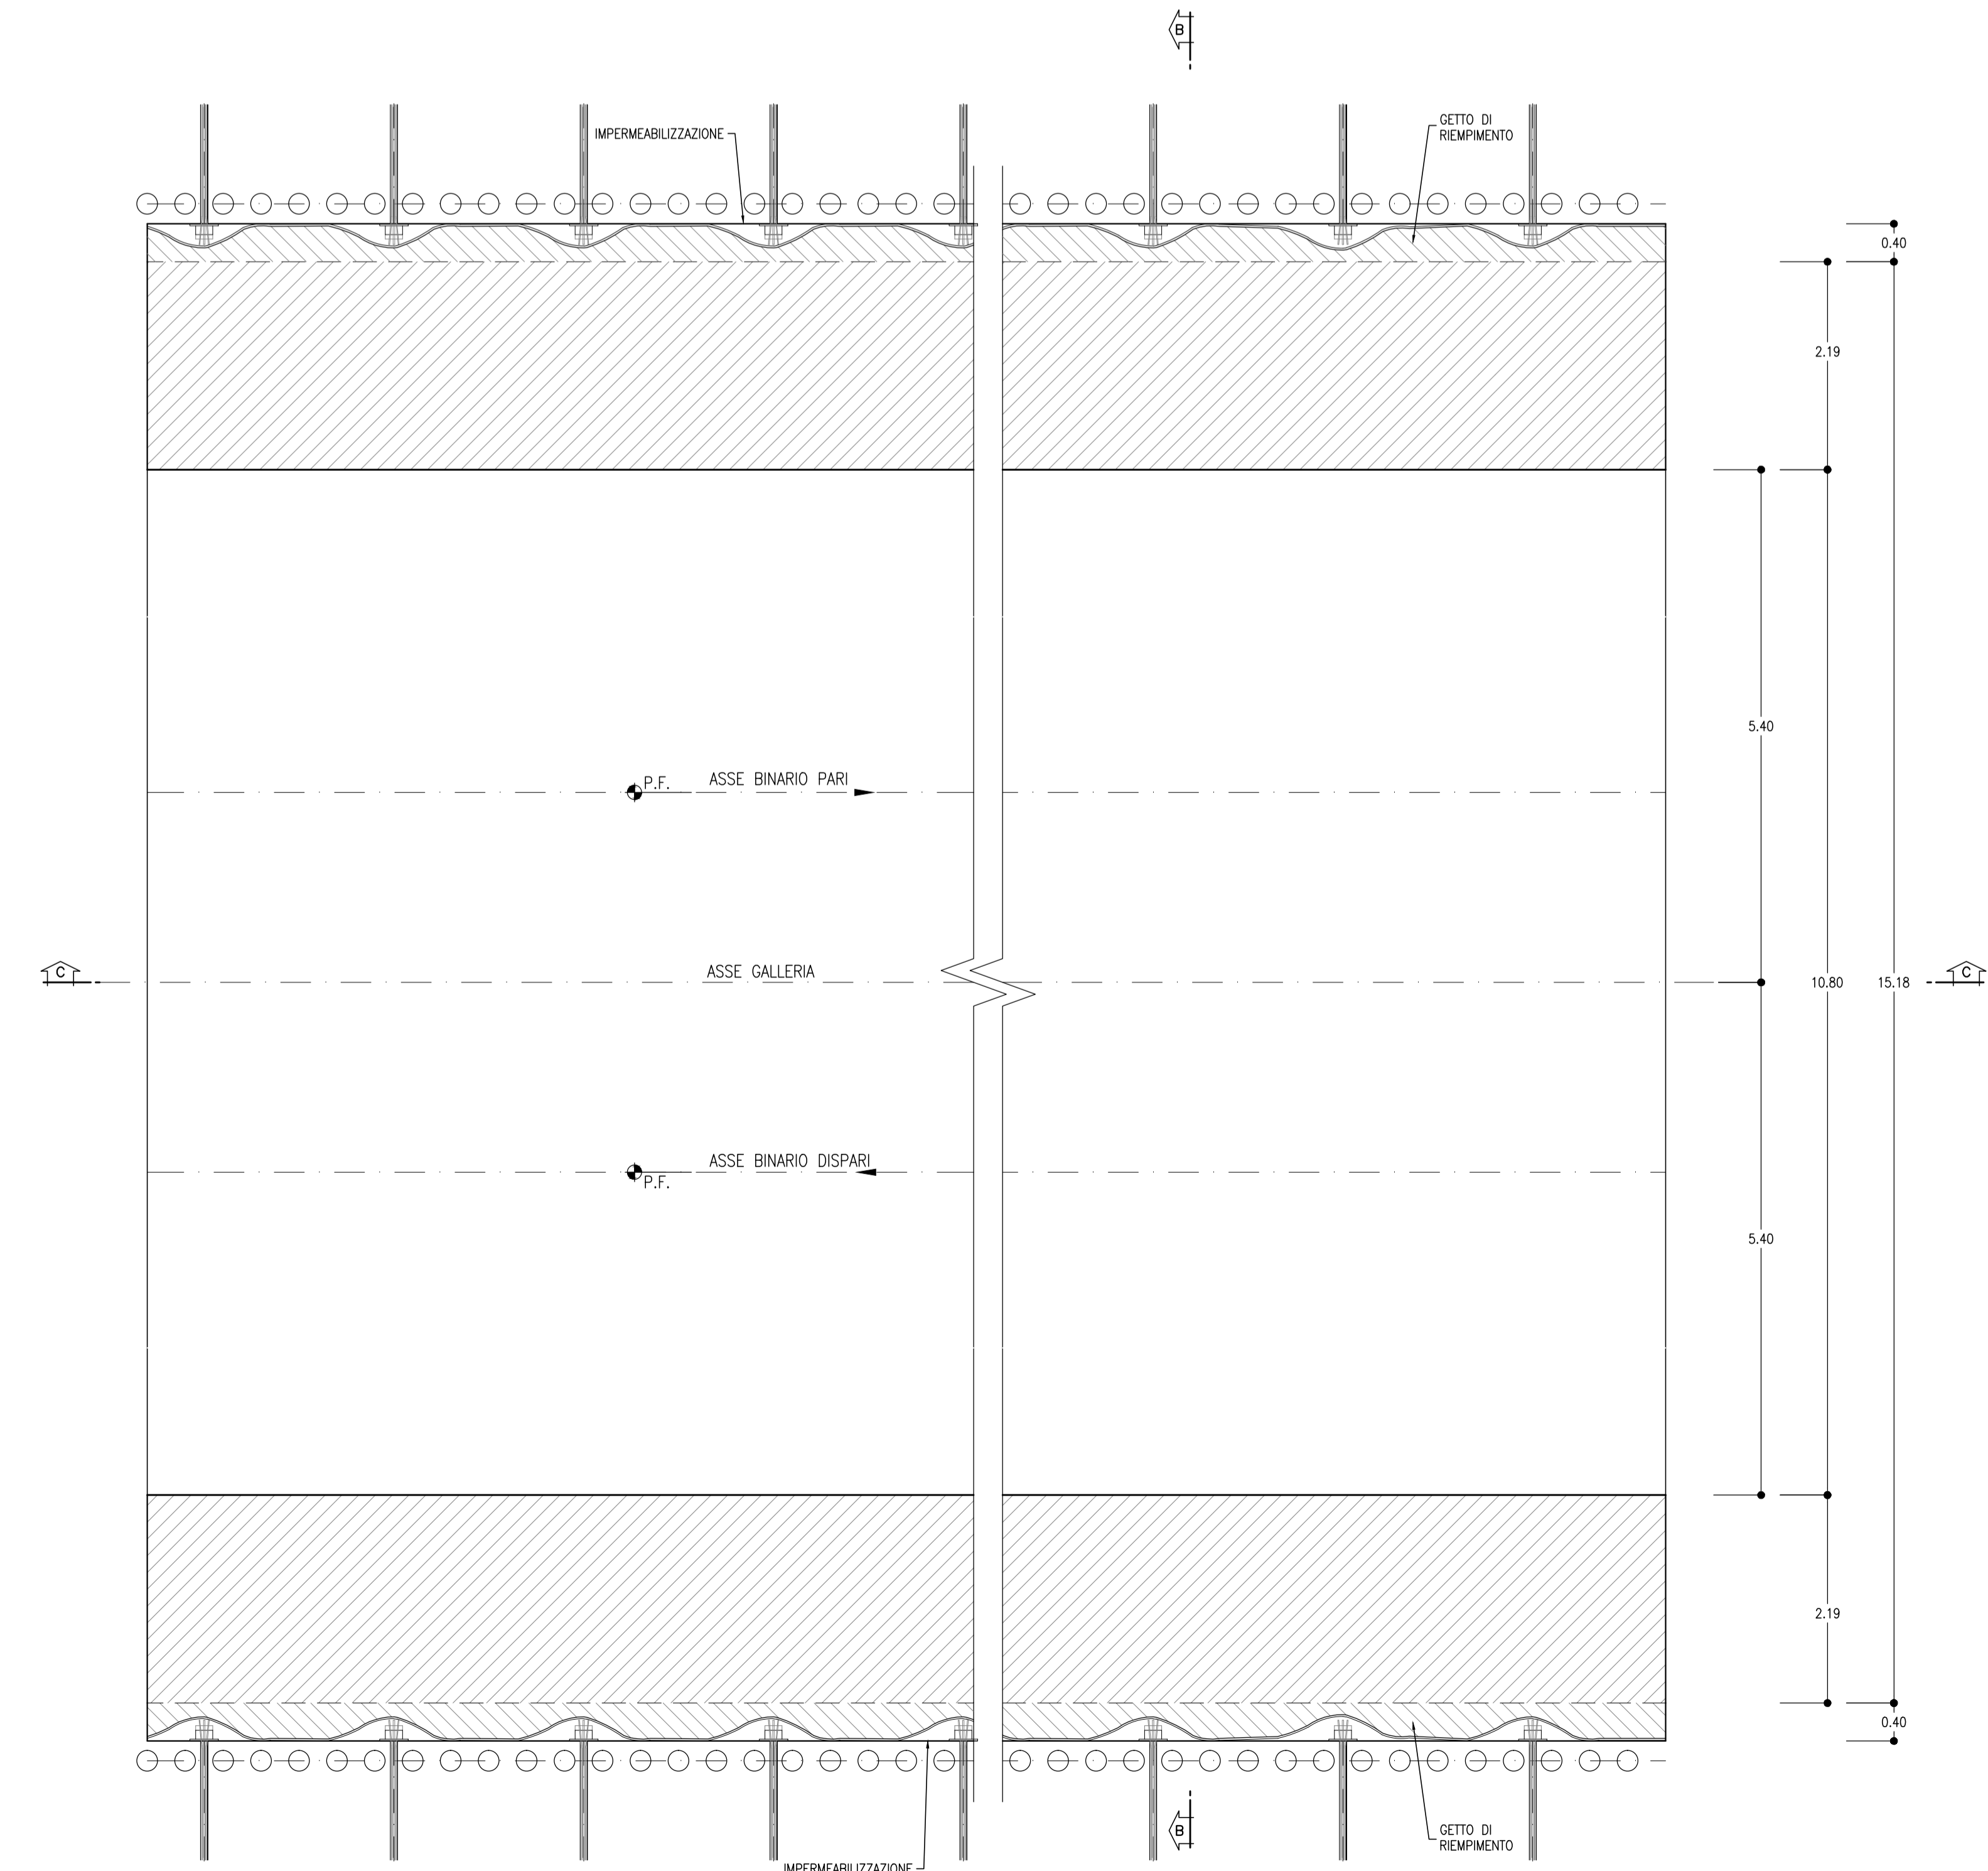 B
IMPERMEABILIZZAZIONE
GETTO DI
RIEMPIMENTO
0.40
2.19
5.40
P.F.
ASSE BINARIO PARI
C
ASSE GALLERIA
10.80
15.18
C
ASSE BINARIO DISPARI
P.F.
5.40
2.19
0.40
B
GETTO DI
RIEMPIMENTO
IMPERMEABILIZZAZIONE